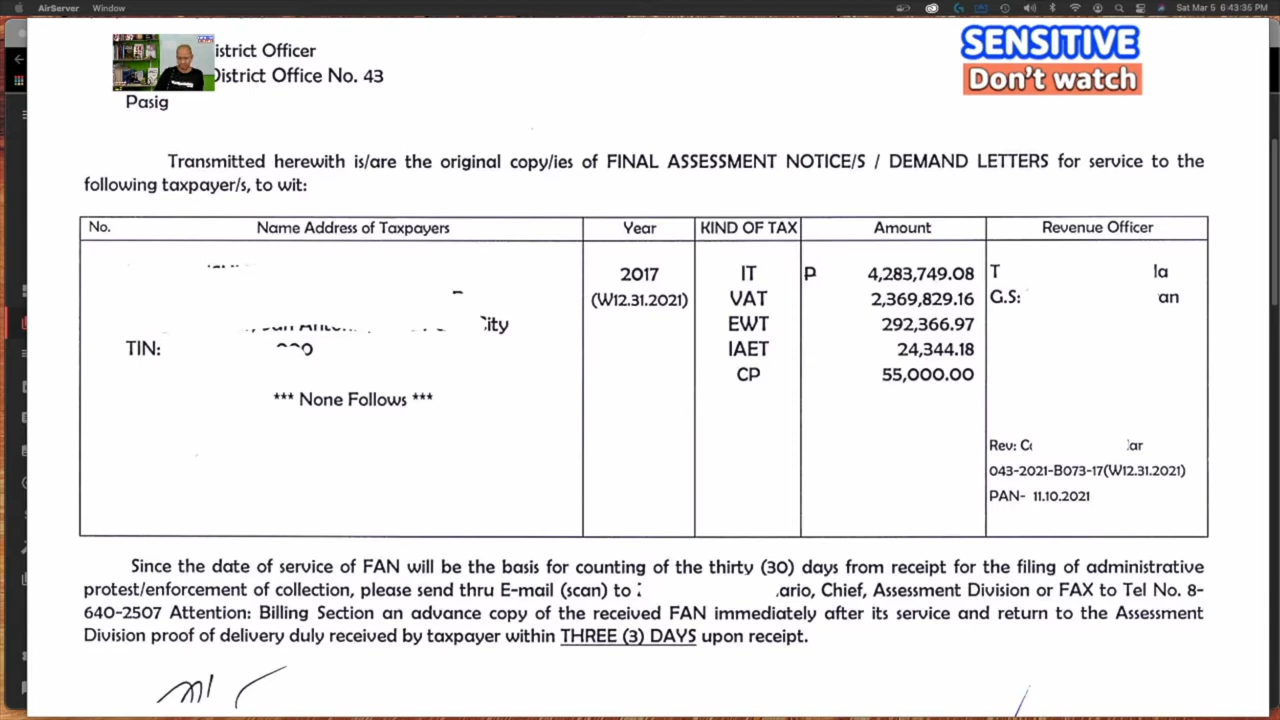 AirServer Window
Sat Mar 5 6:43:35 PM
SENSITIVE
Don't watch
istrict Officer
District Office No. 43
Pasig
Transmitted herewith is/are the original copy/ies of FINAL ASSESSMENT NOTICE/S / DEMAND LETTERS for service to the
following taxpayer/s, to wit:
No. Name Address of Taxpayers Year KIND OF TAX Amount Revenue Officer
2017 IT P 4,283,749.08 T la
(W12.31.2021) VAT 2,369,829.16 G.S: an
City EWT 292,366.97
TIN: IAET 24,344.18
CP 55,000.00
*** None Follows ***
Rev: ar
043-2021-B073-17(W12.31.2021)
PAN- 11.10.2021
Since the date of service of FAN will be the basis for counting of the thirty (30) days from receipt for the filing of administrative
protest/enforcement of collection, please send thru E-mail (scan) to ario, Chief, Assessment Division or FAX to Tel No. 8-
640-2507 Attention: Billing Section an advance copy of the received FAN immediately after its service and return to the Assessment
Division proof of delivery duly received by taxpayer within THREE (3) DAYS upon receipt.